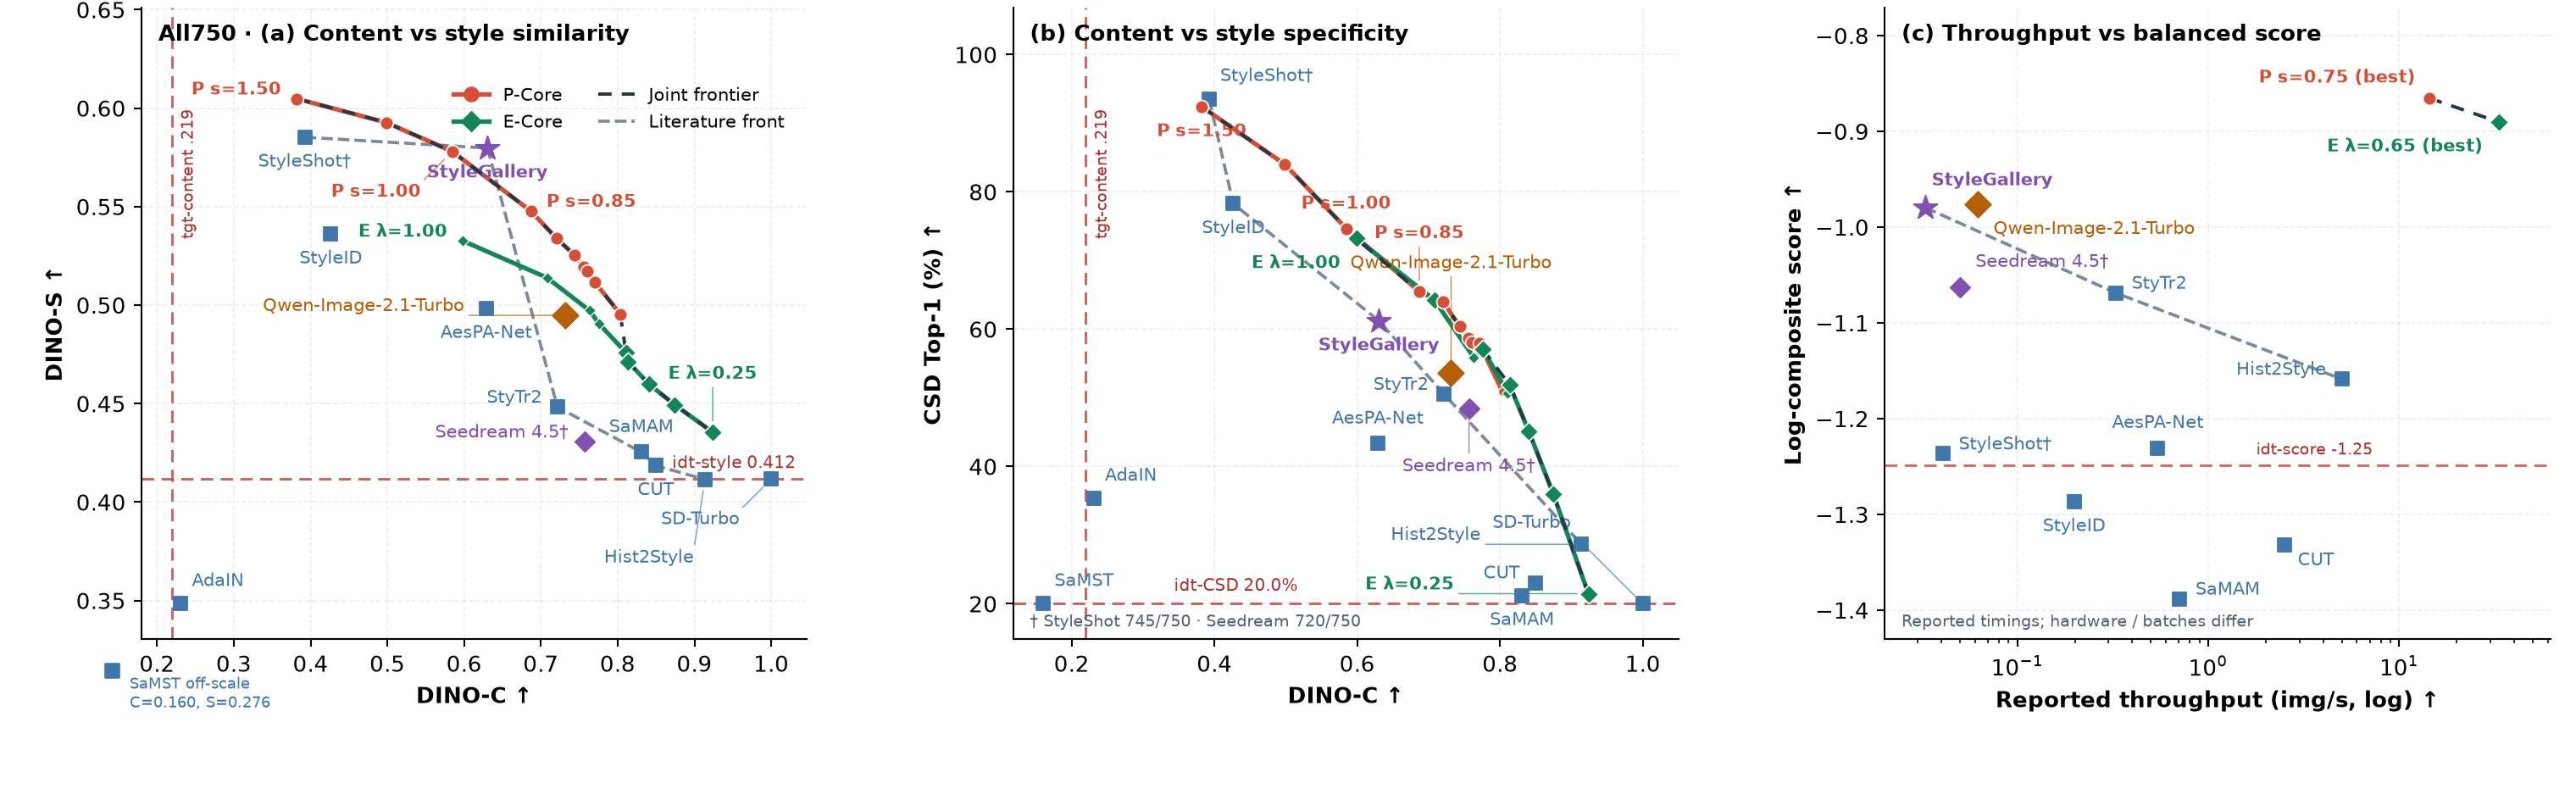 All750 · (a) Content vs style similarity
DINO-S ↑
0.65
0.60
0.55
0.50
0.45
0.40
0.35
P s=1.50
P-Core
E-Core
Joint frontier
Literature front
tgt-content .219
StyleShot†
StyleGallery
P s=1.00
P s=0.85
StyleID
E λ=1.00
Qwen-Image-2.1-Turbo
AesPA-Net
E λ=0.25
StyTr2
SaMAM
Seedream 4.5†
idt-style 0.412
CUT
SD-Turbo
Hist2Style
AdaIN
0.2 0.3 0.4 0.5 0.6 0.7 0.8 0.9 1.0
SaMST off-scale
C=0.160, S=0.276
DINO-C ↑
(b) Content vs style specificity
CSD Top-1 (%) ↑
100
80
60
40
20
StyleShot†
tgt-content .219
P s=1.50
P s=1.00
StyleID
P s=0.85
E λ=1.00
Qwen-Image-2.1-Turbo
StyleGallery
StyTr2
AesPA-Net
Seedream 4.5†
AdaIN
SD-Turbo
Hist2Style
SaMST
idt-CSD 20.0%
E λ=0.25
CUT
SaMAM
† StyleShot 745/750 · Seedream 720/750
0.2 0.4 0.6 0.8 1.0
DINO-C ↑
(c) Throughput vs balanced score
Log-composite score ↑
−0.8
−0.9
−1.0
−1.1
−1.2
−1.3
−1.4
P s=0.75 (best)
E λ=0.65 (best)
StyleGallery
Qwen-Image-2.1-Turbo
Seedream 4.5†
StyTr2
Hist2Style
AesPA-Net
StyleShot†
idt-score -1.25
StyleID
CUT
SaMAM
Reported timings; hardware / batches differ
10⁻¹ 10⁰ 10¹
Reported throughput (img/s, log) ↑